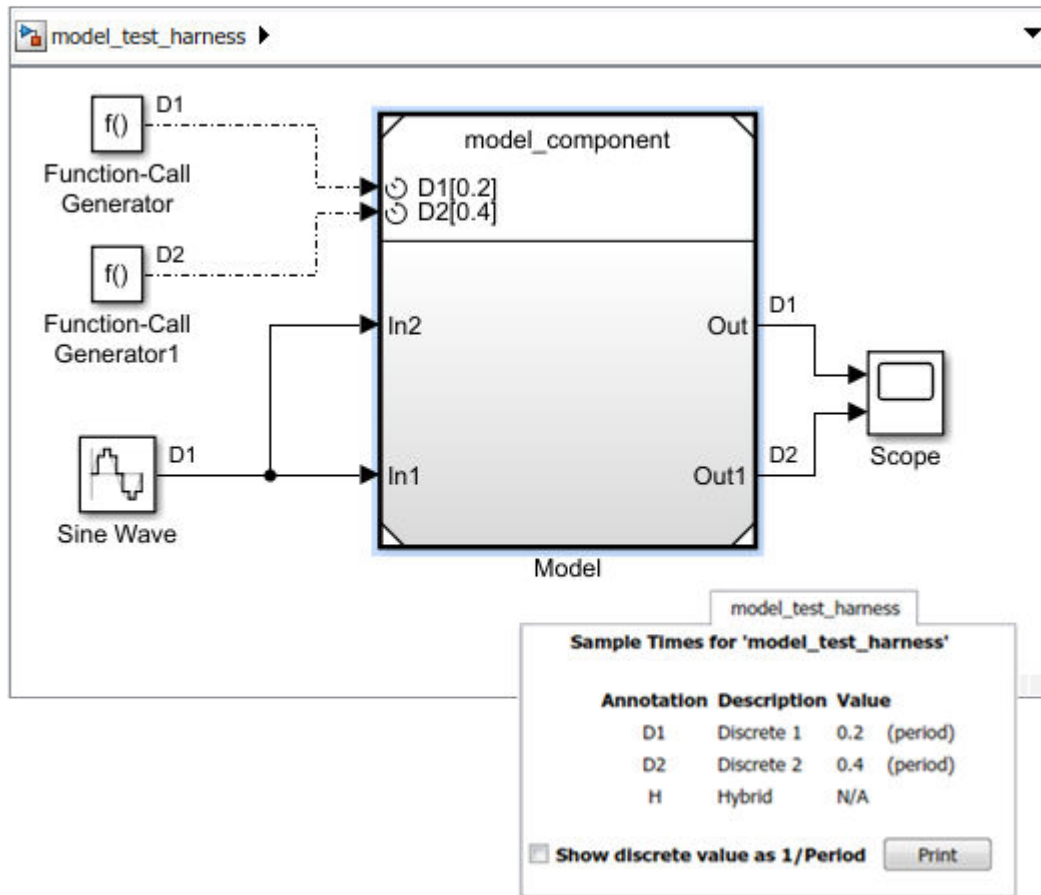 model_test_harness
D1
f()
Function-Call
Generator
D2
f()
Function-Call
Generator1
D1
Sine Wave
model_component
D1[0.2]
D2[0.4]
In2
Out
In1
Out1
Model
D1
D2
Scope
model_test_harness
Sample Times for 'model_test_harness'
Annotation Description Value
D1 Discrete 1 0.2 (period)
D2 Discrete 2 0.4 (period)
H Hybrid N/A
Show discrete value as 1/Period Print